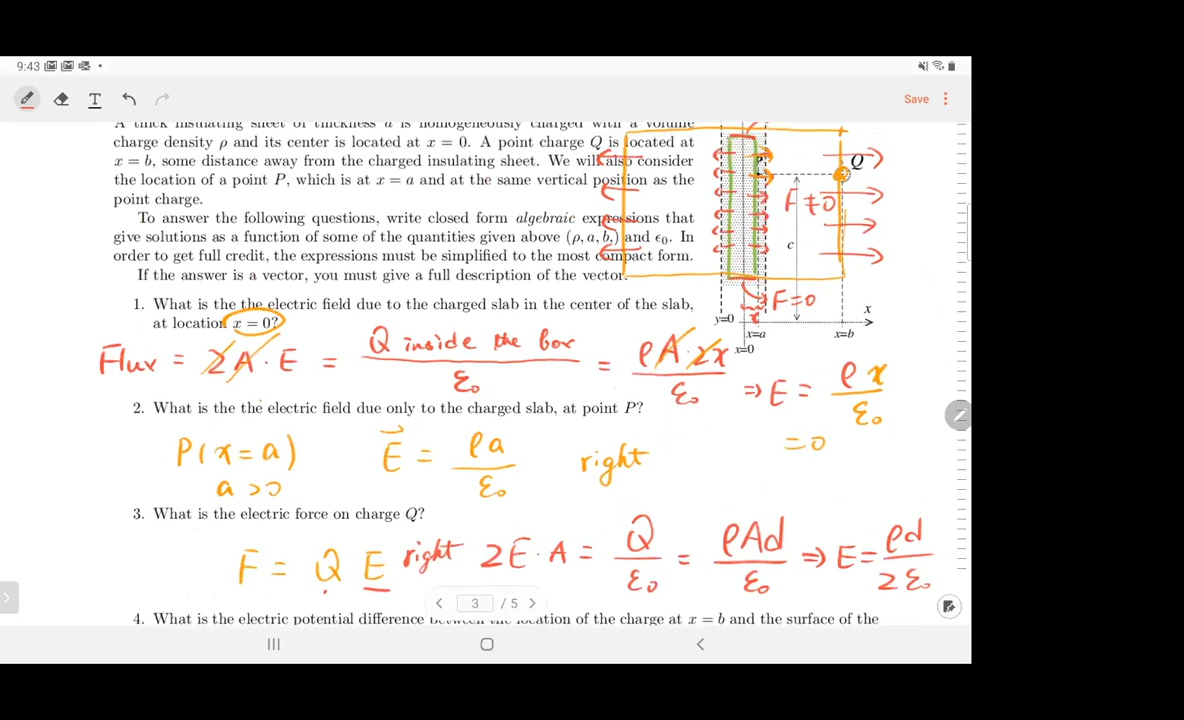 9:43
Save
A thick insulating sheet of thickness d is homogeneously charged with a volume
charge density ρ and its center is located at x = 0. A point charge Q is located at
x = b, some distance away from the charged insulating sheet. We will also consider
the location of a point P, which is at x = a and at the same vertical position as the
point charge.
To answer the following questions, write closed form algebraic expressions that
give solutions as a function of some of the quantities given above (ρ, a, b,) and ϵ0. In
order to get full credit, the expressions must be simplified to the most compact form.
If the answer is a vector, you must give a full description of the vector.
P
Q
F≠0
c
F=0
x
y=0
x
x=a
x=b
x=0
1. What is the the electric field due to the charged slab in the center of the slab,
at location x = 0?
Flux = 2A · E = Q inside the box / ε0 = ρA·2x / ε0 ⇒ E = ρx / ε0
= 0
2. What is the the electric field due only to the charged slab, at point P?
P(x = a) E⃗ = ρa / ε0 right
a > 0
3. What is the electric force on charge Q?
F = Q E right 2E · A = Q / ε0 = ρAd / ε0 ⇒ E = ρd / 2ε0
3 / 5
4. What is the electric potential difference between the location of the charge at x = b and the surface of the